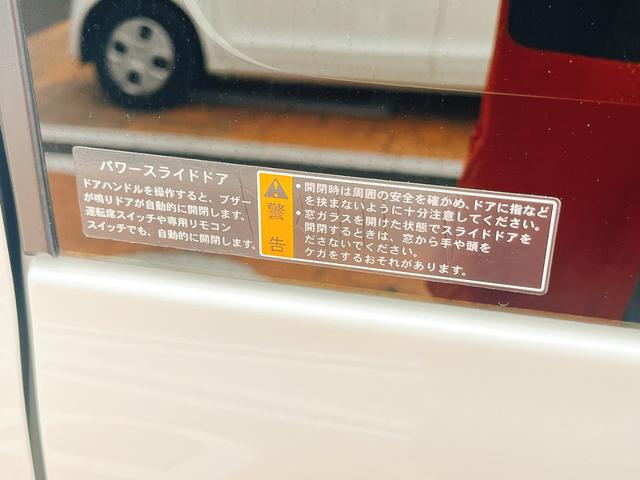 パワースライドドア
ドアハンドルを操作すると、ブザー
が鳴りドアが自動的に開閉します。
運転席スイッチや専用リモコン
スイッチでも、自動的に開閉します。
警告
•開閉時は周囲の安全を確かめ、ドアに指など
を挟まないように十分注意してください。
•窓ガラスを開けた状態でスライドドアを
開閉するときは、窓から手や頭を
ださないでください。
ケガをするおそれがあります。